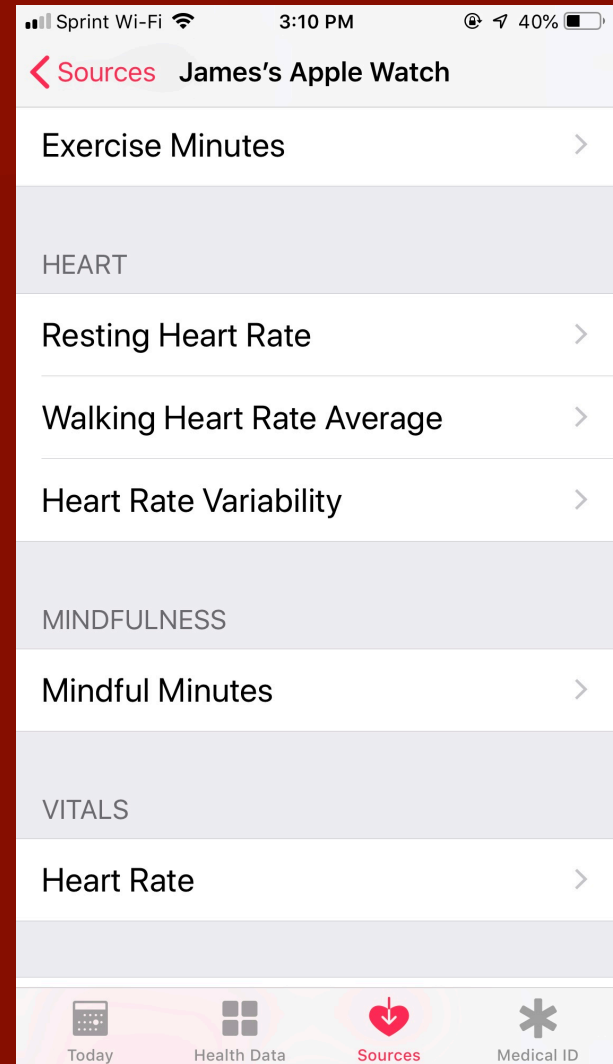 Sprint Wi-Fi 3:10 PM 40%
Sources James’s Apple Watch
Exercise Minutes
HEART
Resting Heart Rate
Walking Heart Rate Average
Heart Rate Variability
MINDFULNESS
Mindful Minutes
VITALS
Heart Rate
Today Health Data Sources Medical ID